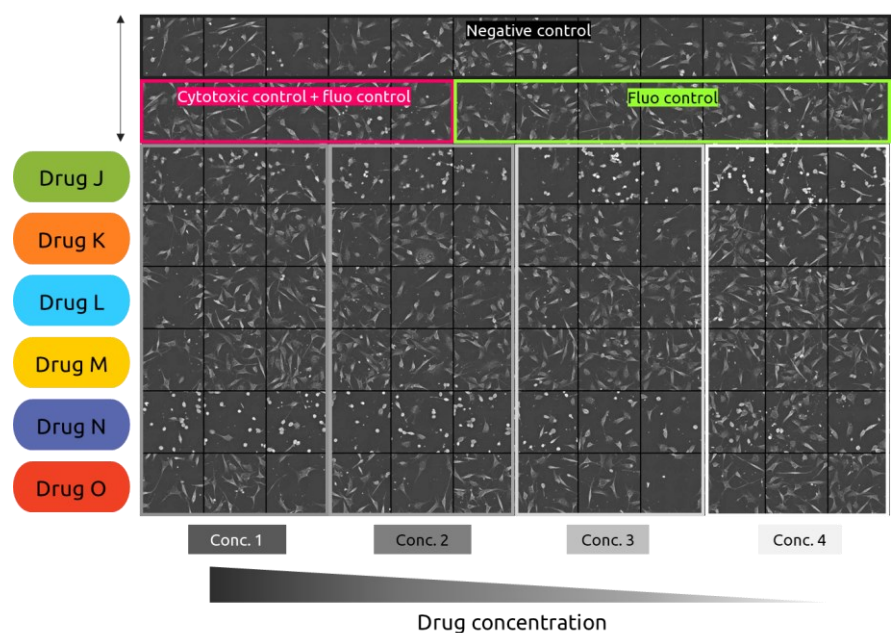 Negative control
Cytotoxic control + fluo control
Fluo control
Drug J
Drug K
Drug L
Drug M
Drug N
Drug O
Conc. 1
Conc. 2
Conc. 3
Conc. 4
Drug concentration